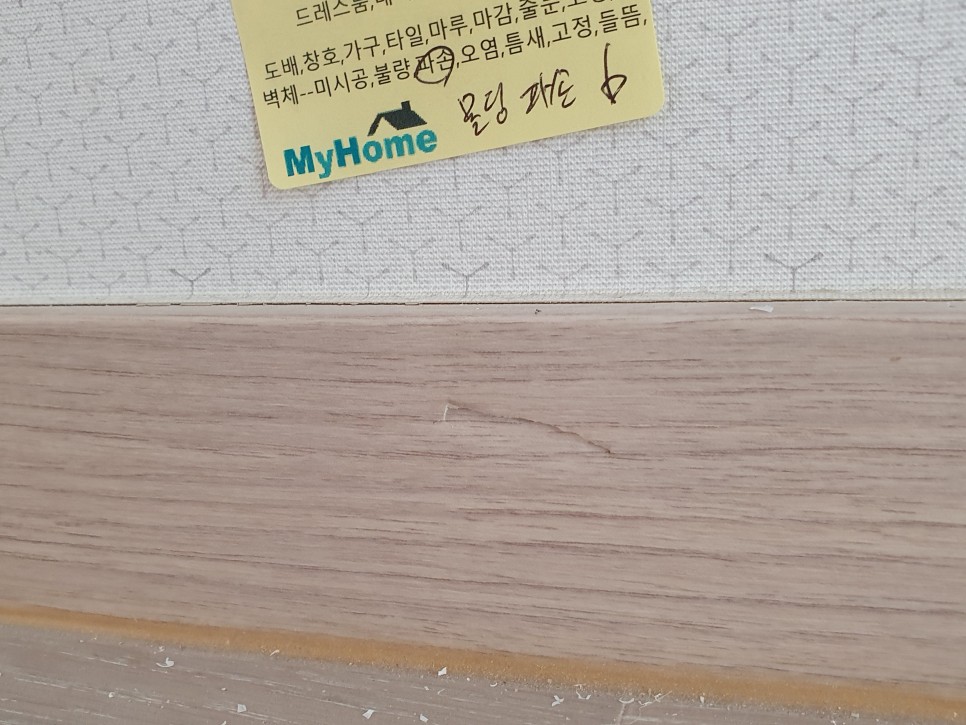 드레스룸,
도배,창호,가구,타일,마루,마감,줄눈,
벽체--미시공,불량,파손,오염,틈새,고정,들뜸,
몰딩 파손
MyHome